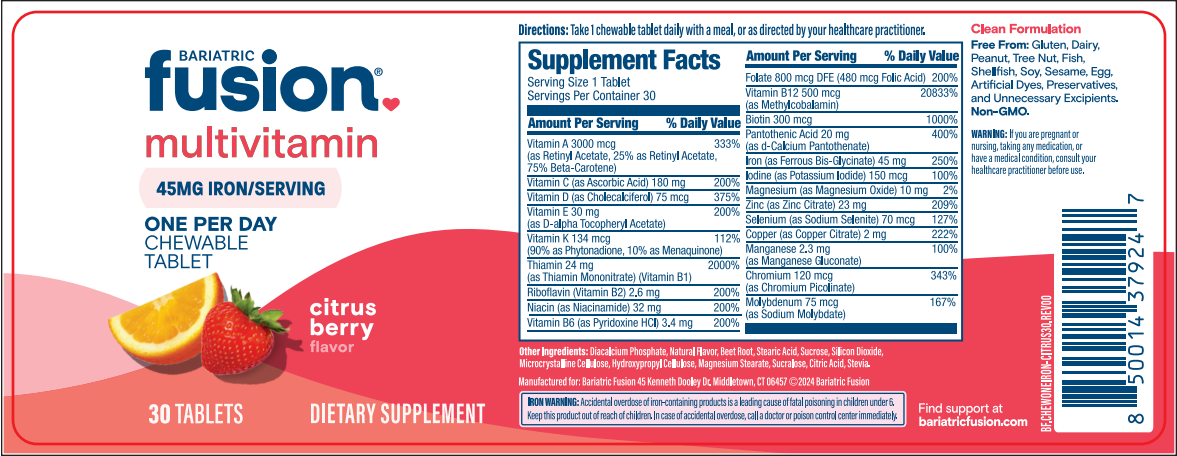 BARIATRIC
fusion®
multivitamin
45MG IRON/SERVING
ONE PER DAY
CHEWABLE
TABLET
citrus
berry
flavor
30 TABLETS
DIETARY SUPPLEMENT
Directions: Take 1 chewable tablet daily with a meal, or as directed by your healthcare practitioner.
Supplement Facts
Serving Size 1 Tablet
Servings Per Container 30
Amount Per Serving % Daily Value
Vitamin A 3000 mcg 333%
(as Retinyl Acetate, 25% as Retinyl Acetate,
75% Beta-Carotene)
Vitamin C (as Ascorbic Acid) 180 mg 200%
Vitamin D (as Cholecalciferol) 75 mcg 375%
Vitamin E 30 mg 200%
(as D-alpha Tocopheryl Acetate)
Vitamin K 134 mcg 112%
(90% as Phytonadione, 10% as Menaquinone)
Thiamin 24 mg 2000%
(as Thiamin Mononitrate) (Vitamin B1)
Riboflavin (Vitamin B2) 2.6 mg 200%
Niacin (as Niacinamide) 32 mg 200%
Vitamin B6 (as Pyridoxine HCl) 3.4 mg 200%
Amount Per Serving % Daily Value
Folate 800 mcg DFE (480 mcg Folic Acid) 200%
Vitamin B12 500 mcg 20833%
(as Methylcobalamin)
Biotin 300 mcg 1000%
Pantothenic Acid 20 mg 400%
(as d-Calcium Pantothenate)
Iron (as Ferrous Bis-Glycinate) 45 mg 250%
Iodine (as Potassium Iodide) 150 mcg 100%
Magnesium (as Magnesium Oxide) 10 mg 2%
Zinc (as Zinc Citrate) 23 mg 209%
Selenium (as Sodium Selenite) 70 mcg 127%
Copper (as Copper Citrate) 2 mg 222%
Manganese 2.3 mg 100%
(as Manganese Gluconate)
Chromium 120 mcg 343%
(as Chromium Picolinate)
Molybdenum 75 mcg 167%
(as Sodium Molybdate)
Other Ingredients: Diacalcium Phosphate, Natural Flavor, Beet Root, Stearic Acid, Sucrose, Silicon Dioxide,
Microcrystalline Cellulose, Hydroxypropyl Cellulose, Magnesium Stearate, Sucralose, Citric Acid, Stevia.
Manufactured for: Bariatric Fusion 45 Kenneth Dooley Dr. Middletown, CT 06457 ©2024 Bariatric Fusion
IRON WARNING: Accidental overdose of iron-containing products is a leading cause of fatal poisoning in children under 6.
Keep this product out of reach of children. In case of accidental overdose, call a doctor or poison control center immediately.
Clean Formulation
Free From: Gluten, Dairy,
Peanut, Tree Nut, Fish,
Shellfish, Soy, Sesame, Egg,
Artificial Dyes, Preservatives,
and Unnecessary Excipients.
Non-GMO.
WARNING: If you are pregnant or
nursing, taking any medication, or
have a medical condition, consult your
healthcare practitioner before use.
Find support at
bariatricfusion.com
BF.CHEWONEIRON-CITRUS30.REV00
8 50014 37924 7